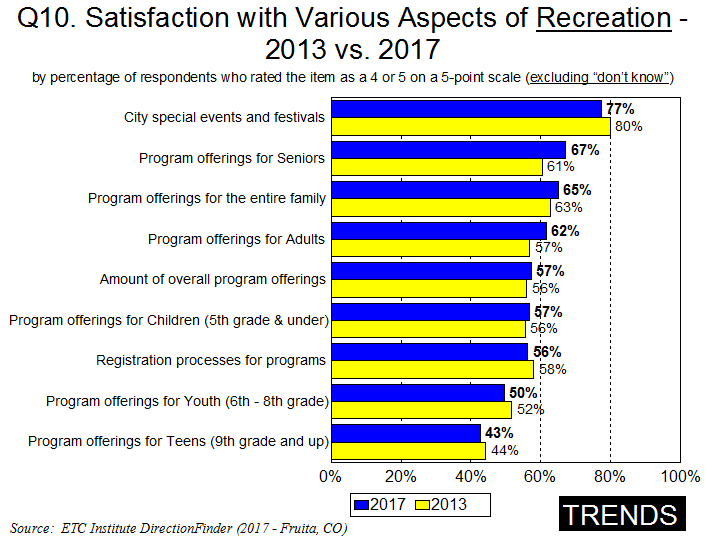 Q10. Satisfaction with Various Aspects of Recreation -
2013 vs. 2017
by percentage of respondents who rated the item as a 4 or 5 on a 5-point scale (excluding “don’t know”)
City special events and festivals
77%
80%
Program offerings for Seniors
67%
61%
Program offerings for the entire family
65%
63%
Program offerings for Adults
62%
57%
Amount of overall program offerings
57%
56%
Program offerings for Children (5th grade & under)
57%
56%
Registration processes for programs
56%
58%
Program offerings for Youth (6th - 8th grade)
50%
52%
Program offerings for Teens (9th grade and up)
43%
44%
0% 20% 40% 60% 80% 100%
2017 2013
TRENDS
Source: ETC Institute DirectionFinder (2017 - Fruita, CO)